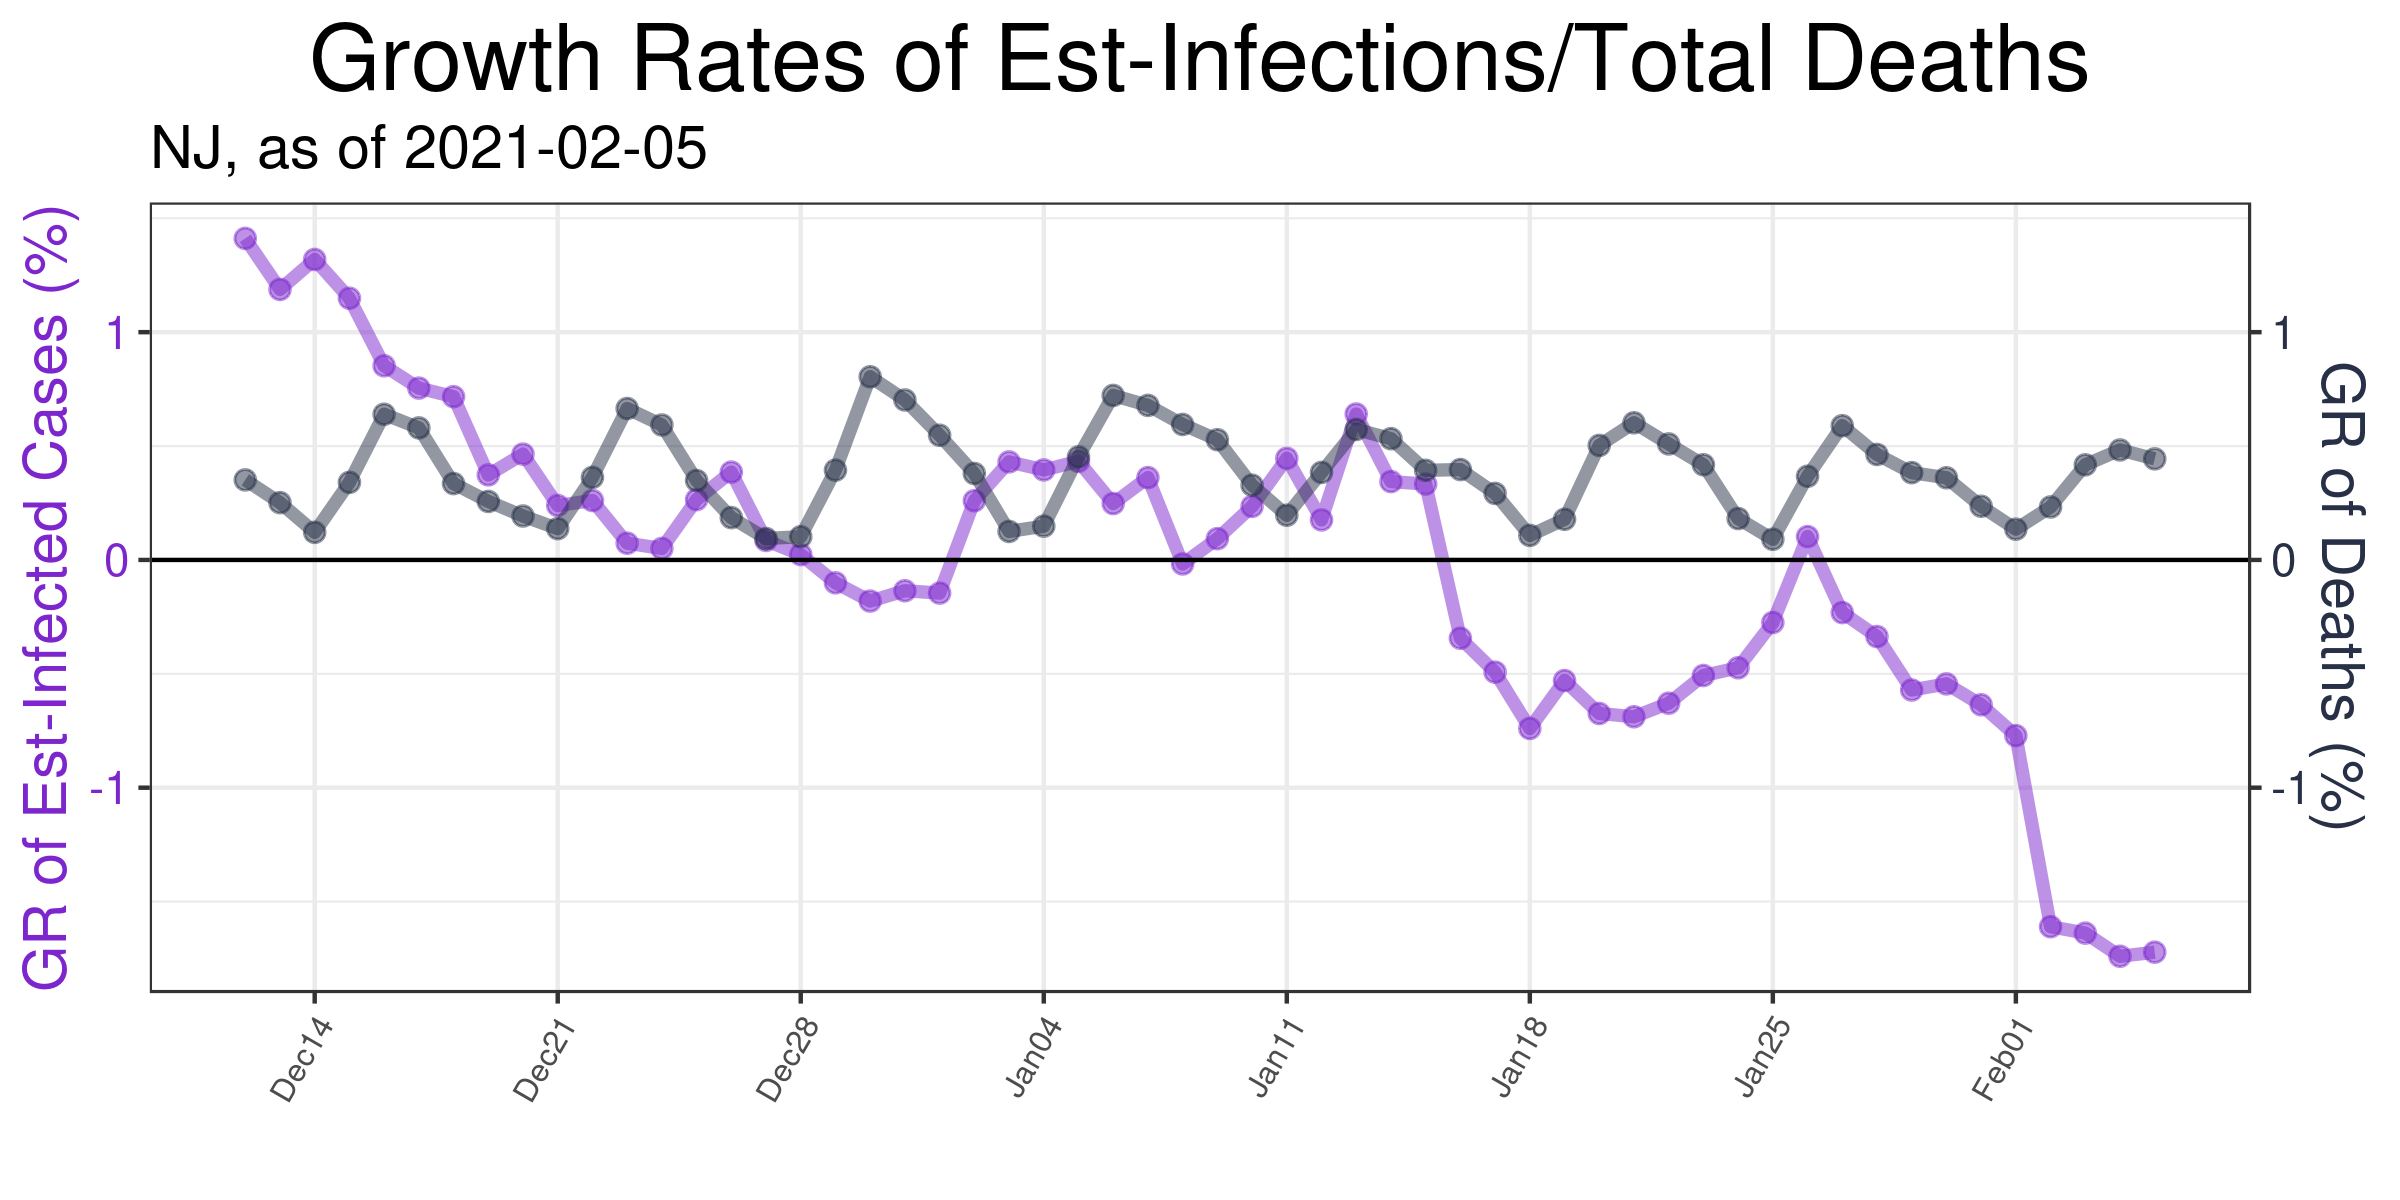 Growth Rates of Est-Infections/Total Deaths
NJ, as of 2021-02-05
GR of Est-Infected Cases (%)
1
0
-1
1
0
-1
GR of Deaths (%)
Dec14
Dec21
Dec28
Jan04
Jan11
Jan18
Jan25
Feb01